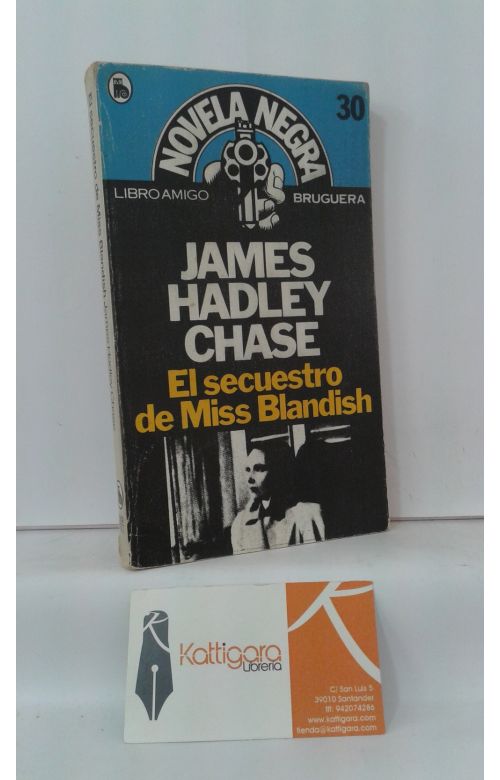 NOVELA NEGRA
30
LIBRO AMIGO
BRUGUERA
JAMES
HADLEY
CHASE
El secuestro
de Miss Blandish
El secuestro de Miss Blandish James Hadley Chase
Kattigara
Librería
C/ San Luis 5
39010 Santander
tlf: 942074286
www.kattigara.com
tienda@kattigara.com